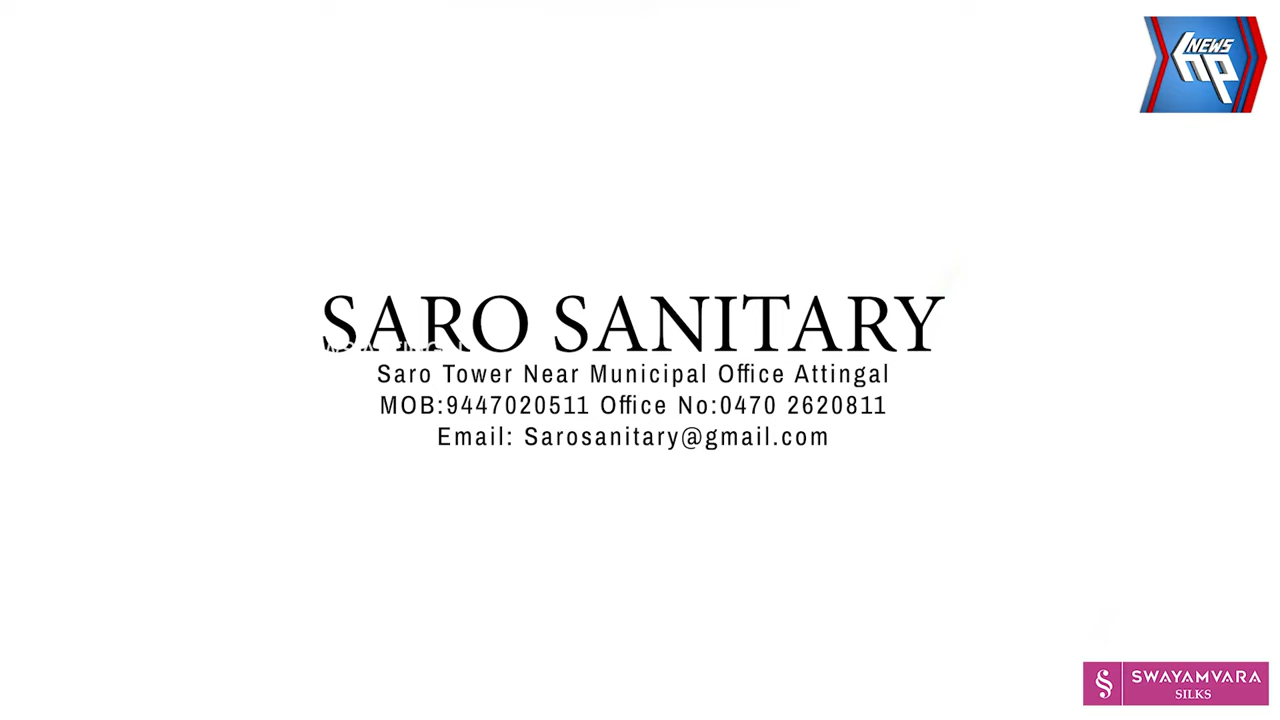 NEWS
hp
SARO SANITARY
Saro Tower Near Municipal Office Attingal
MOB:9447020511 Office No:0470 2620811
Email: Sarosanitary@gmail.com
SWAYAMVARA
SILKS